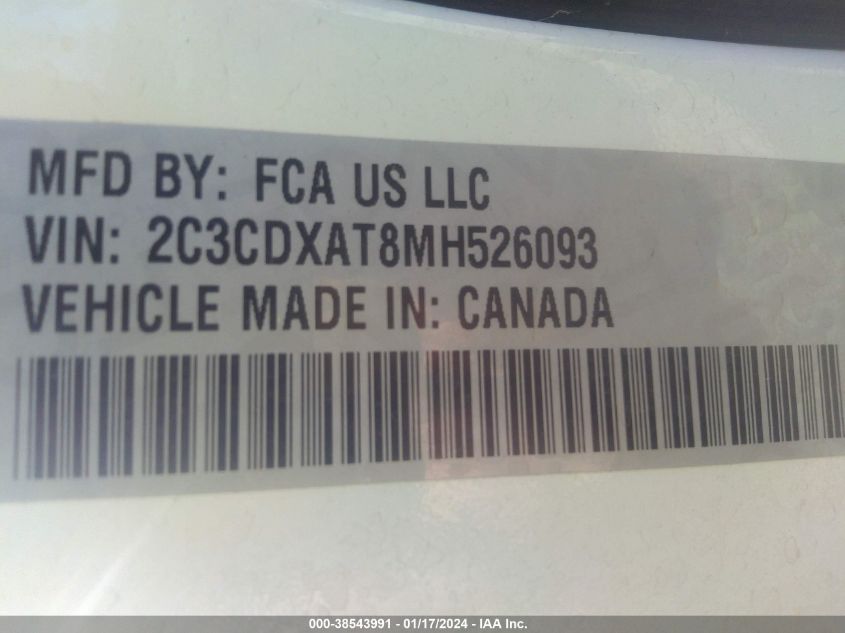 MFD BY: FCA US LLC
VIN: 2C3CDXAT8MH526093
VEHICLE MADE IN: CANADA
000-38543991 - 01/17/2024 - IAA Inc.